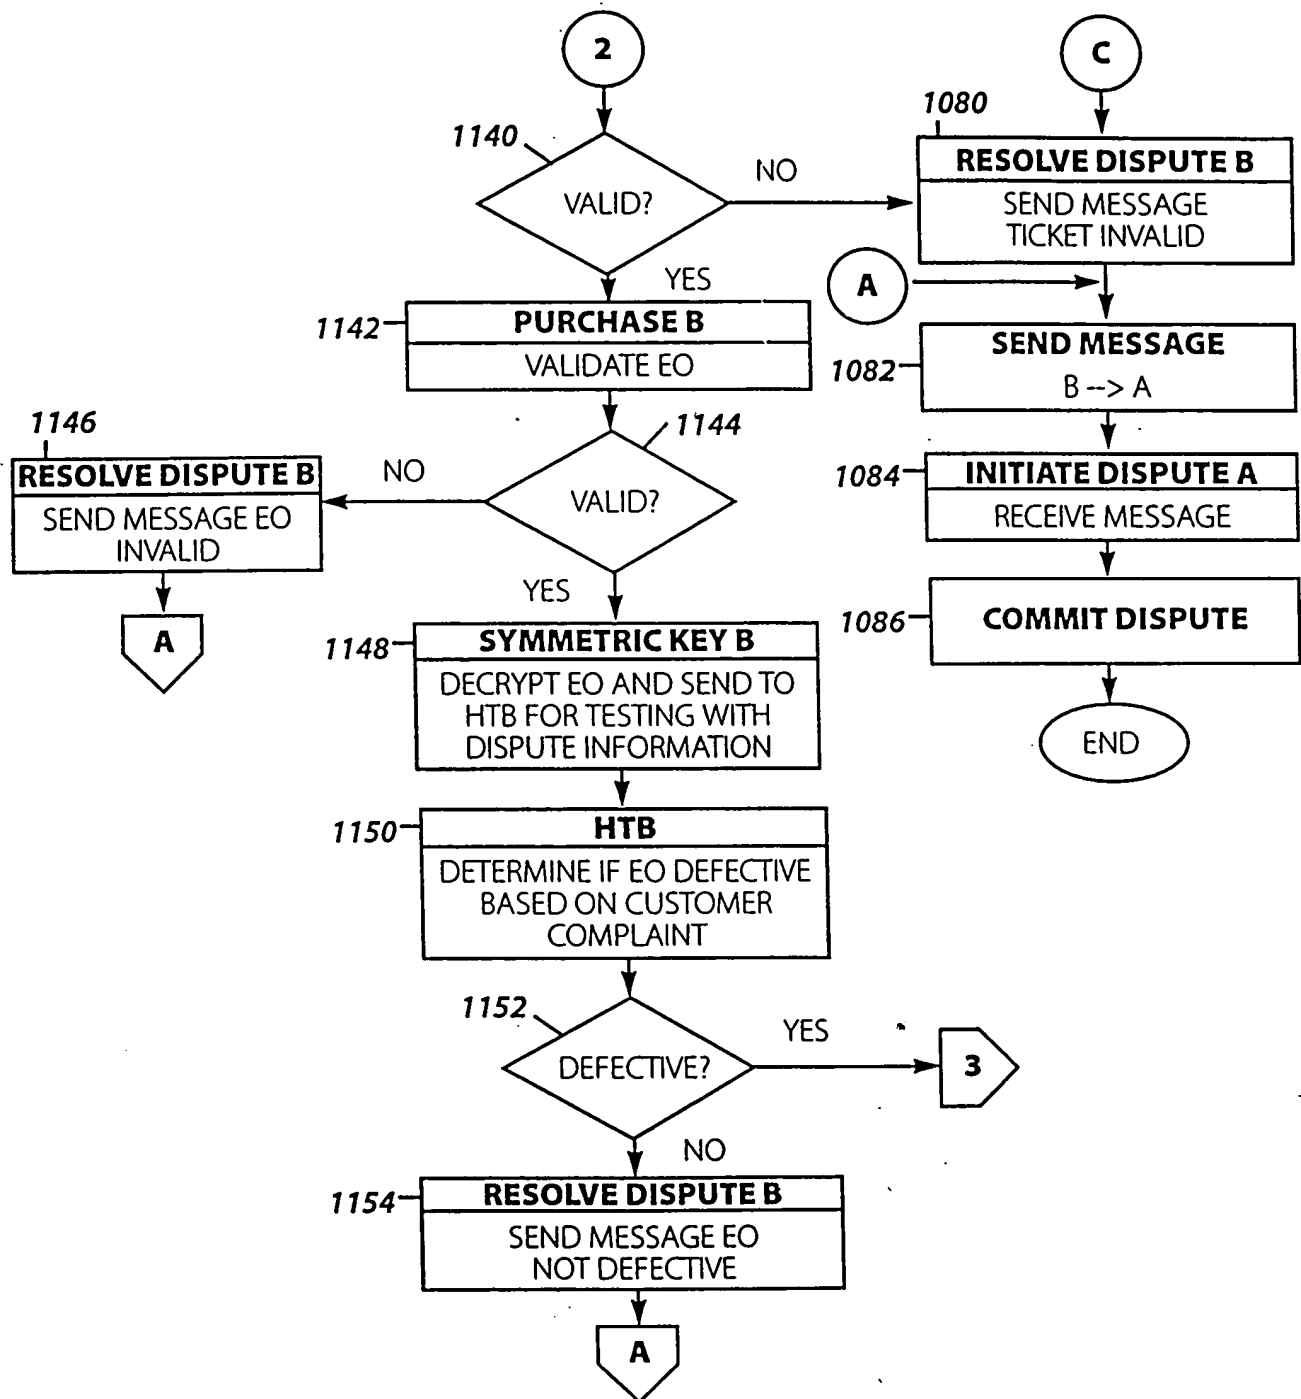 2
C
1140
1080
VALID?
NO
RESOLVE DISPUTE B
SEND MESSAGE
TICKET INVALID
YES
A
1142
PURCHASE B
VALIDATE EO
1082
SEND MESSAGE
B --> A
1146
1144
RESOLVE DISPUTE B
SEND MESSAGE EO
INVALID
NO
VALID?
1084
INITIATE DISPUTE A
RECEIVE MESSAGE
A
YES
1086
COMMIT DISPUTE
1148
SYMMETRIC KEY B
DECRYPT EO AND SEND TO
HTB FOR TESTING WITH
DISPUTE INFORMATION
END
1150
HTB
DETERMINE IF EO DEFECTIVE
BASED ON CUSTOMER
COMPLAINT
1152
DEFECTIVE?
YES
3
NO
1154
RESOLVE DISPUTE B
SEND MESSAGE EO
NOT DEFECTIVE
A